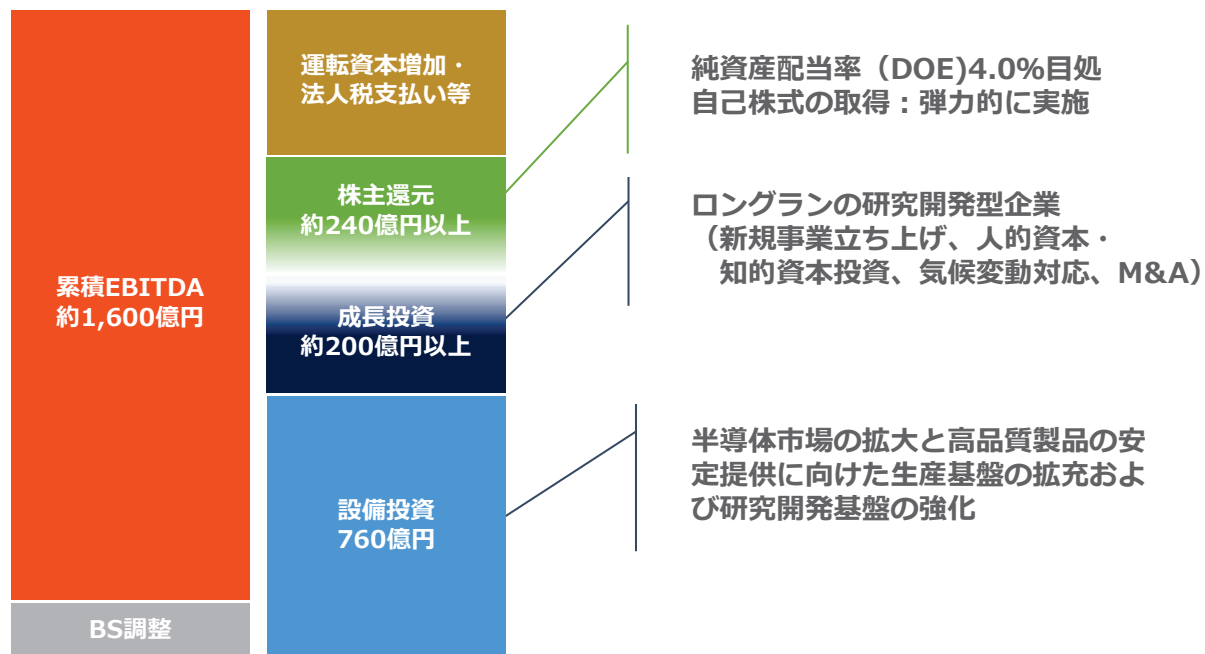 累積EBITDA
約1,600億円
BS調整
運転資本増加・
法人税支払い等
株主還元
約240億円以上
成長投資
約200億円以上
設備投資
760億円
純資産配当率（DOE)4.0%目処
自己株式の取得：弾力的に実施
ロングランの研究開発型企業
（新規事業立ち上げ、人的資本・
知的資本投資、気候変動対応、M&A）
半導体市場の拡大と高品質製品の安
定提供に向けた生産基盤の拡充およ
び研究開発基盤の強化